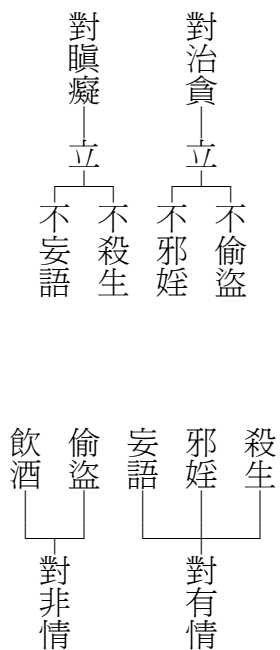 對治貪
立
不偷盜
不邪婬
對瞋癡
立
不殺生
不妄語
殺生
邪婬
妄語
對有情
偷盜
飲酒
對非情